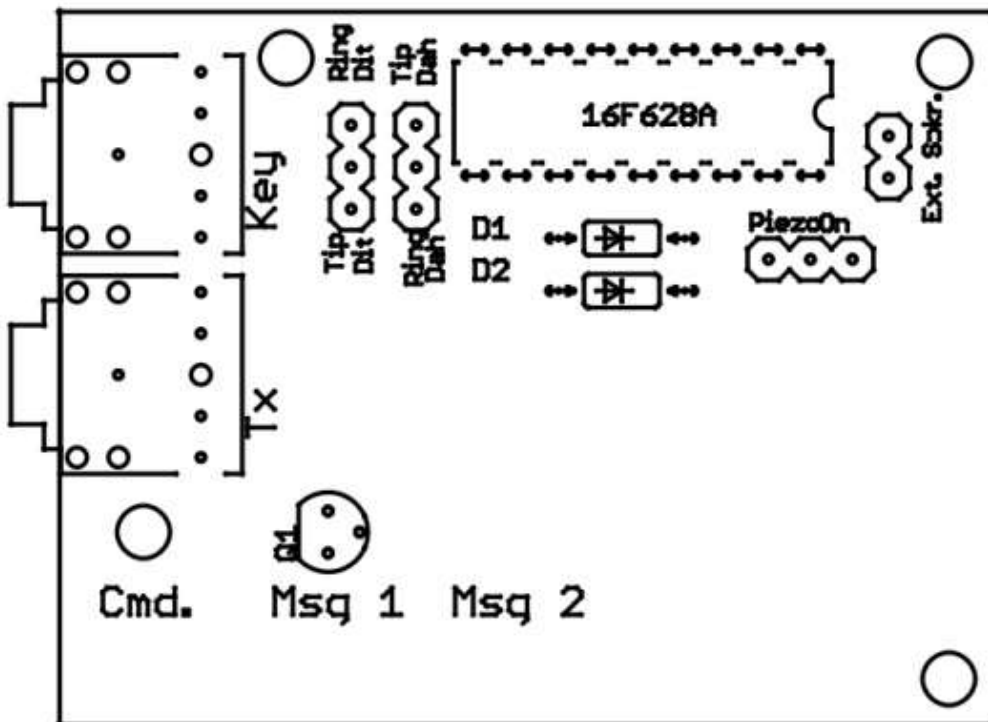 Ring
Dit
Tip
Dah
16F628A
Ext. Spkr.
Key
Tip
Dit
Ring
Dah
D1
D2
PiezoOn
Tx
Q1
Cmd.
Msg 1
Msg 2